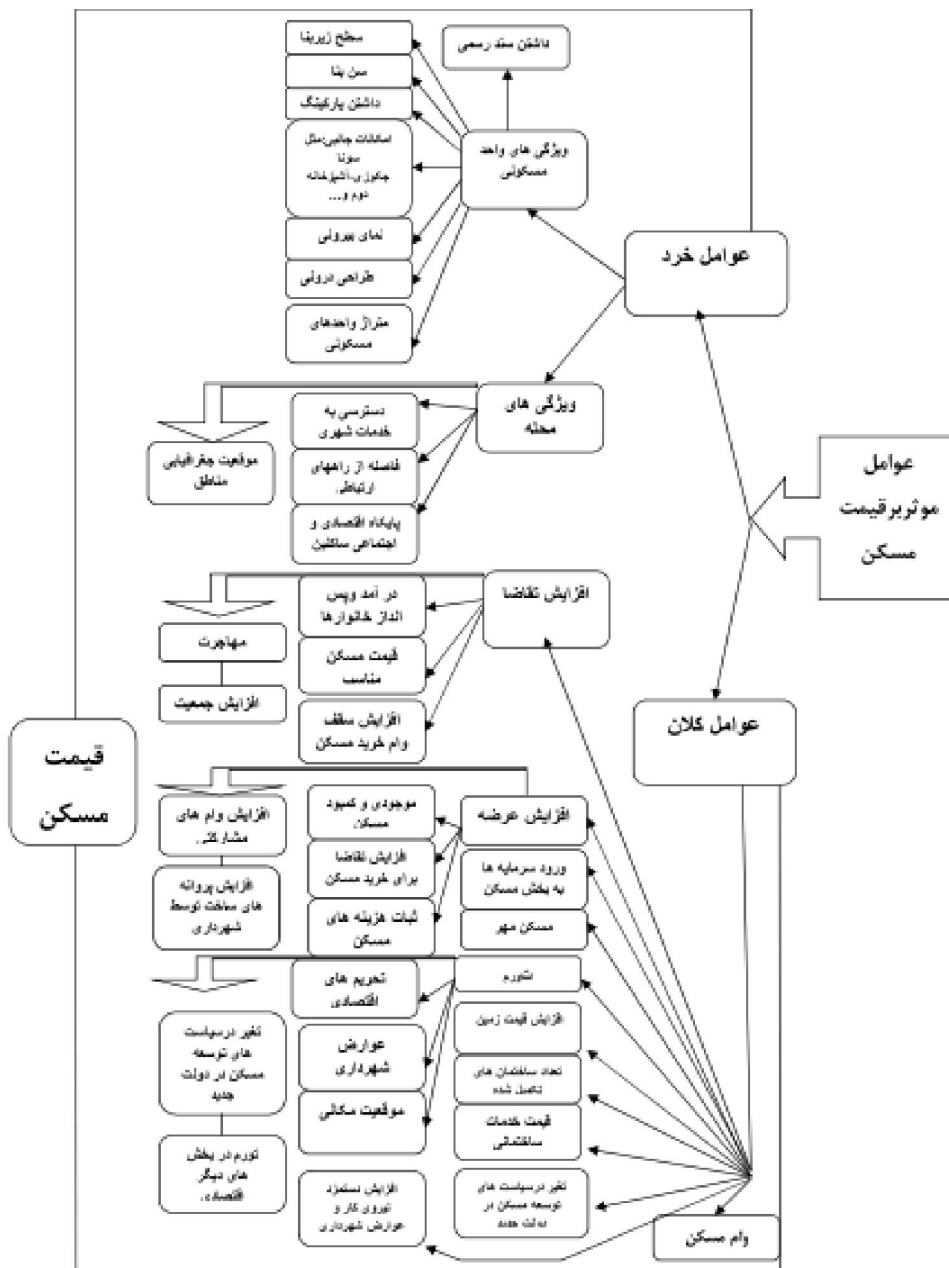 سطح زیربنا
داشتن سند رسمی
سن بنا
داشتن پارکینگ
ویژگی های واحد
مسکونی
امکانات جانبی:مثل
سونا
جکوزی-آشپزخانه
دوم و...
نمای بیرونی
طراحی درونی
متراژ واحدهای
مسکونی
عوامل خرد
ویژگی های
محله
دسترسی به
خدمات شهری
فاصله از راههای
ارتباطی
پایگاه اقتصادی و
اجتماعی ساکنین
موقعیت جغرافیایی
مناطق
عوامل
موثربرقیمت
مسکن
افزایش تقاضا
در آمد وپس
انداز خانوارها
قیمت مسکن
مناسب
افزایش سقف
وام خرید مسکن
مهاجرت
افزایش جمعیت
عوامل کلان
قیمت
مسکن
افزایش عرضه
موجودی و کمبود
مسکن
افزایش تقاضا
برای خرید مسکن
ثبات هزینه های
مسکن
افزایش وام های
مشارکتی
افزایش پروانه
های ساخت توسط
شهرداری
ورود سرمایه ها
به بخش مسکن
مسکن مهر
تورم
تحریم های
اقتصادی
عوارض
شهرداری
موقعیت مکانی
تغیر درسیاست
های توسعه
مسکن در دولت
جدید
تورم در بخش
های دیگر
اقتصادی
افزایش قیمت زمین
تعداد ساختمان های
تکمیل شده
قیمت خدمات
ساختمانی
تغیر درسیاست های
توسعه مسکن در
دولت جدید
افزایش دستمزد
نیروی کار و
عوارض شهرداری
وام مسکن